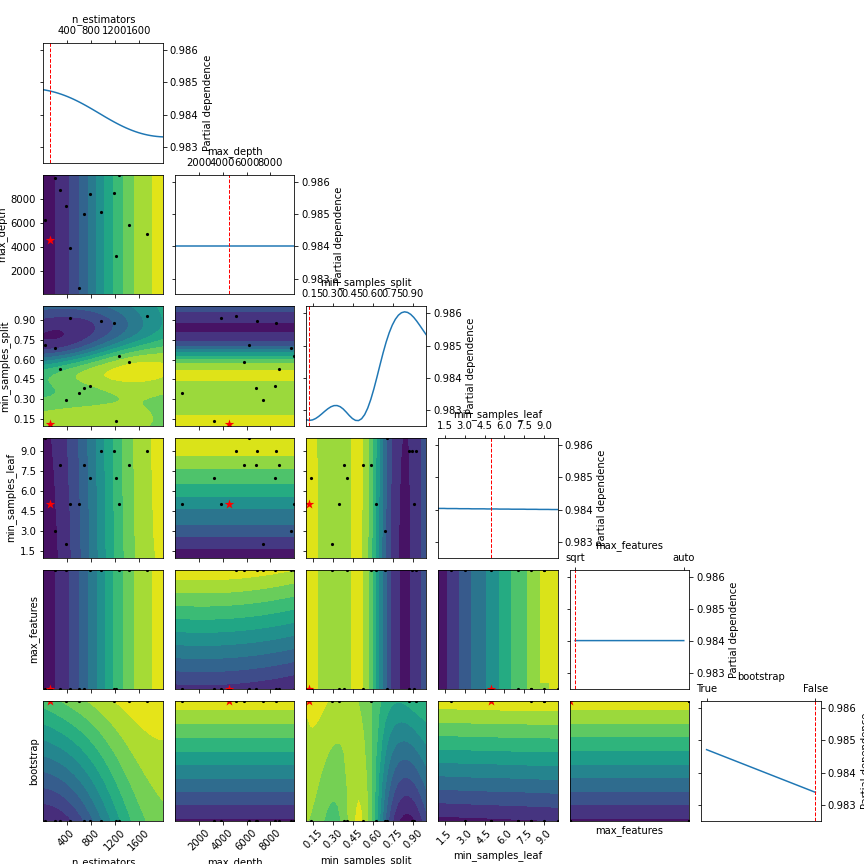 n_estimators
400 800 1200 1600
0.986
0.985
0.984
0.983
Partial dependence
max_depth
2000 4000 6000 8000
8000
6000
4000
2000
max_depth
0.986
0.985
0.984
0.983
Partial dependence
min_samples_split
0.15 0.30 0.45 0.60 0.75 0.90
0.90
0.75
0.60
0.45
0.30
0.15
min_samples_split
0.986
0.985
0.984
0.983
Partial dependence
min_samples_leaf
1.5 3.0 4.5 6.0 7.5 9.0
9.0
7.5
6.0
4.5
3.0
1.5
min_samples_leaf
0.986
0.985
0.984
0.983
Partial dependence
max_features
sqrt auto
max_features
0.986
0.985
0.984
0.983
Partial dependence
bootstrap
True False
bootstrap
0.986
0.985
0.984
0.983
Partial dependence
400 800 1200 1600
n_estimators
2000 4000 6000 8000
max_depth
0.15 0.30 0.45 0.60 0.75 0.90
min_samples_split
1.5 3.0 4.5 6.0 7.5 9.0
min_samples_leaf
max_features